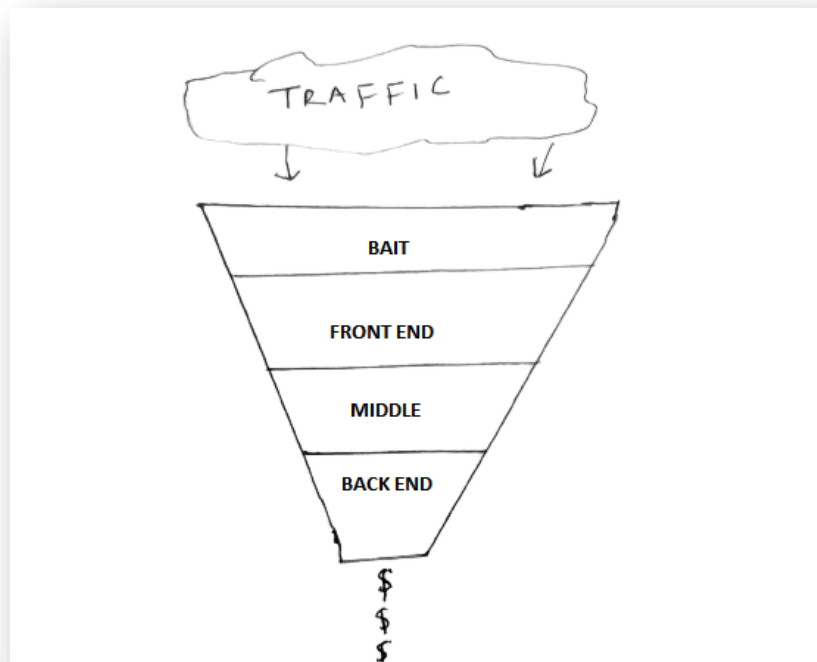 TRAFFIC
BAIT
FRONT END
MIDDLE
BACK END
$
$
$